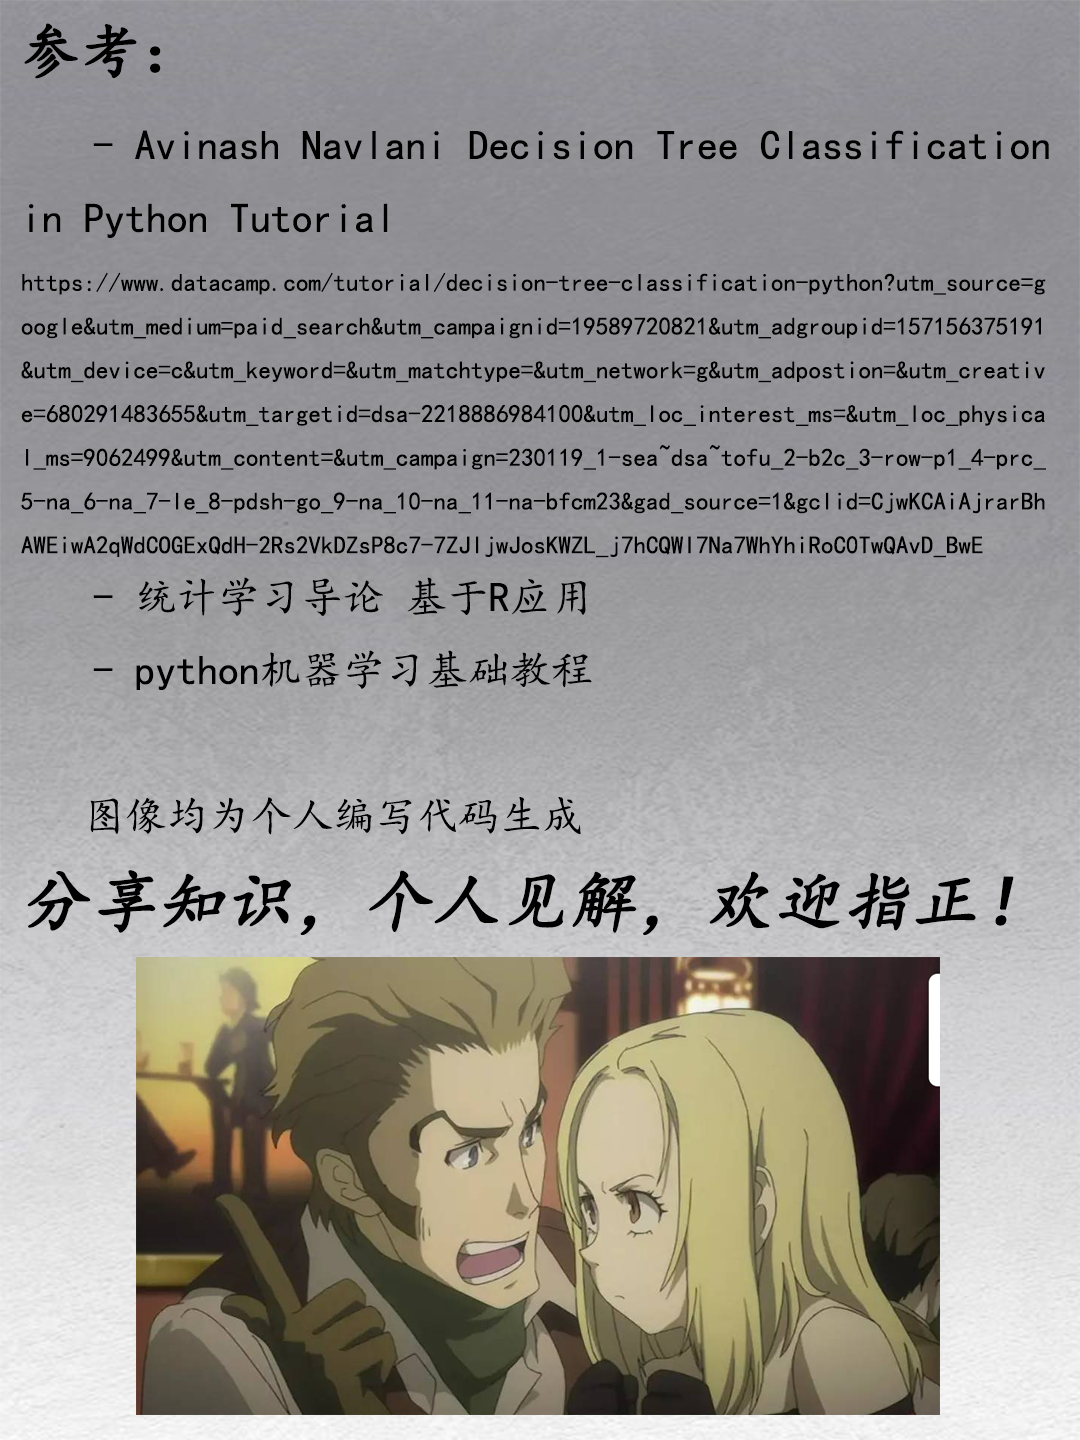 参考：
- Avinash Navlani Decision Tree Classification
in Python Tutorial
https://www.datacamp.com/tutorial/decision-tree-classification-python?utm_source=g
oogle&utm_medium=paid_search&utm_campaignid=19589720821&utm_adgroupid=157156375191
&utm_device=c&utm_keyword=&utm_matchtype=&utm_network=g&utm_adpostion=&utm_creativ
e=680291483655&utm_targetid=dsa-2218886984100&utm_loc_interest_ms=&utm_loc_physica
l_ms=9062499&utm_content=&utm_campaign=230119_1-sea~dsa~tofu_2-b2c_3-row-p1_4-prc_
5-na_6-na_7-le_8-pdsh-go_9-na_10-na_11-na-bfcm23&gad_source=1&gclid=CjwKCAiAjrarBh
AWEiwA2qWdCOGExQdH-2Rs2VkDZsP8c7-7ZJljwJosKWZL_j7hCQWl7Na7WhYhiRoC0TwQAvD_BwE
- 统计学习导论 基于R应用
- python机器学习基础教程
图像均为个人编写代码生成
分享知识，个人见解，欢迎指正！